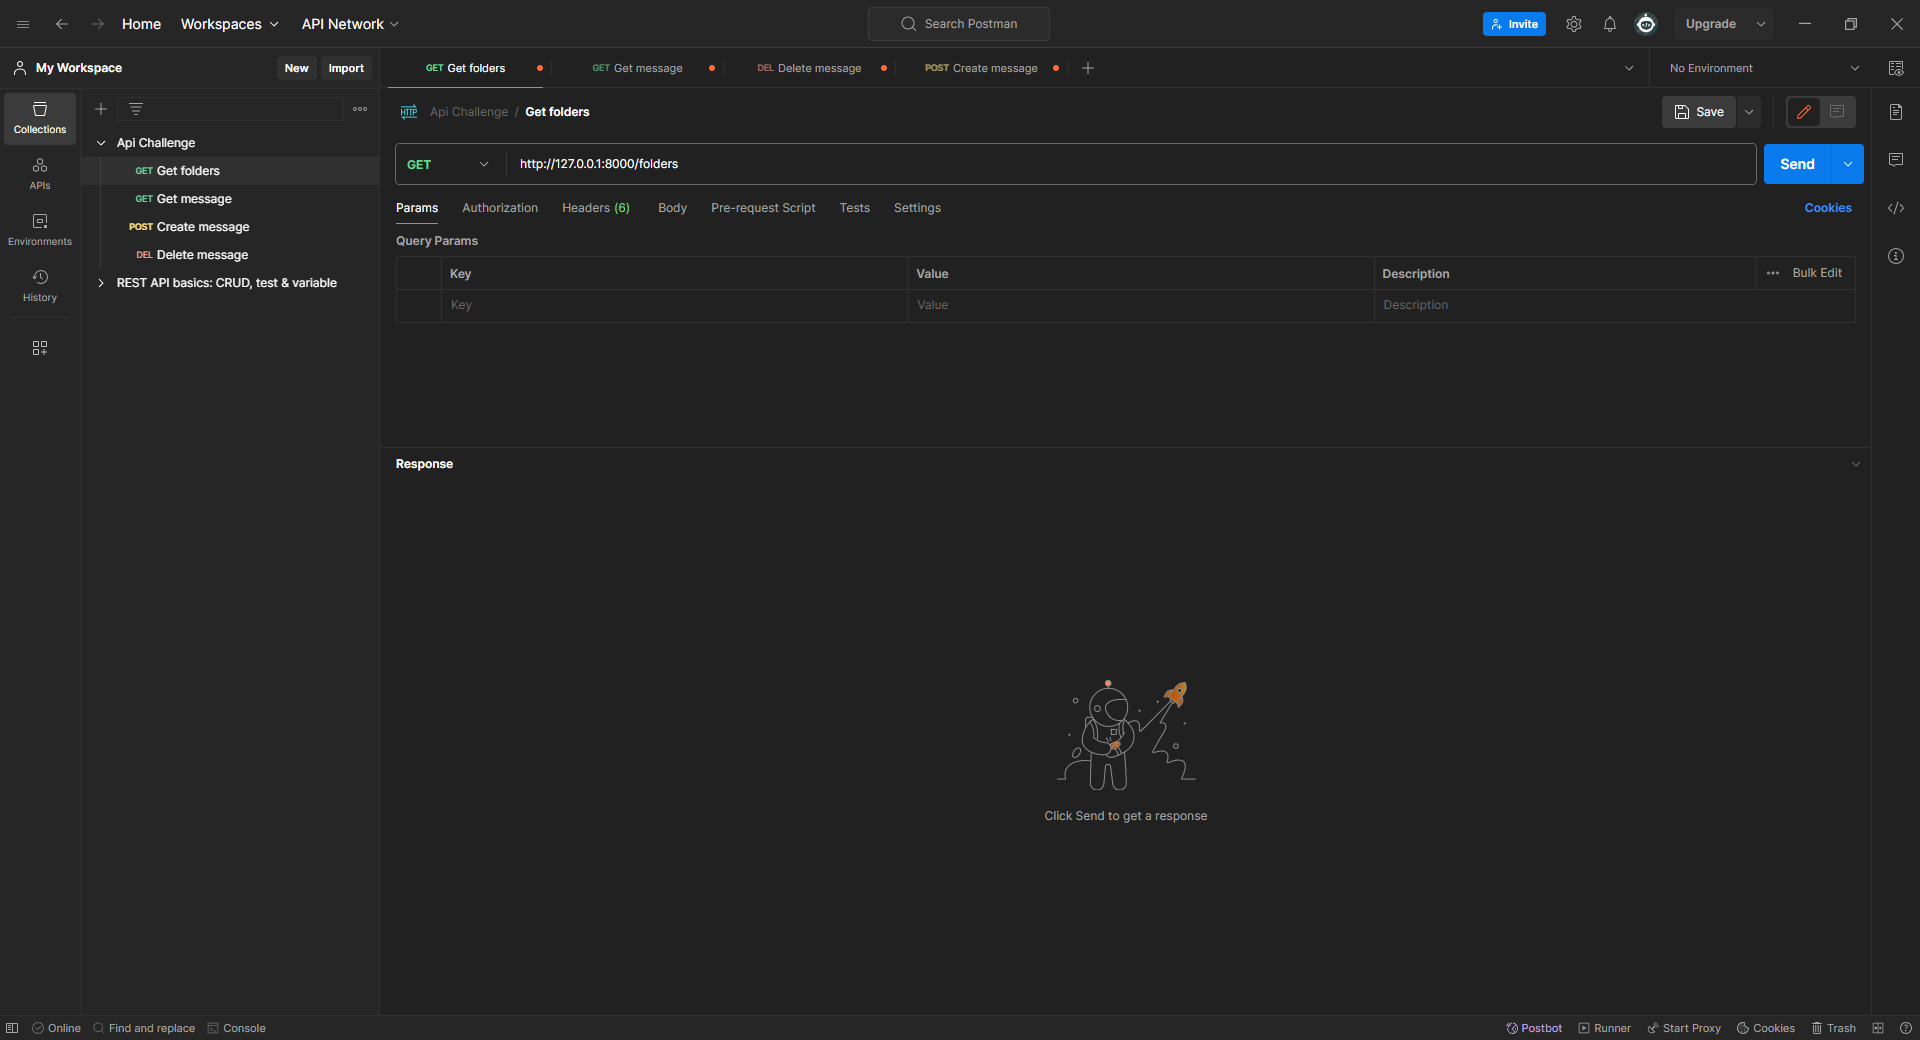 Home Workspaces API Network Search Postman Invite Upgrade
My Workspace New Import GET Get folders GET Get message DEL Delete message POST Create message No Environment
Collections
APIs
Environments
History
Api Challenge
GET Get folders
GET Get message
POST Create message
DEL Delete message
REST API basics: CRUD, test & variable
HTTP Api Challenge / Get folders Save
GET http://127.0.0.1:8000/folders Send
Params Authorization Headers (6) Body Pre-request Script Tests Settings Cookies
Query Params
Key Value Description Bulk Edit
Key Value Description
Response
Click Send to get a response
Online Find and replace Console Postbot Runner Start Proxy Cookies Trash